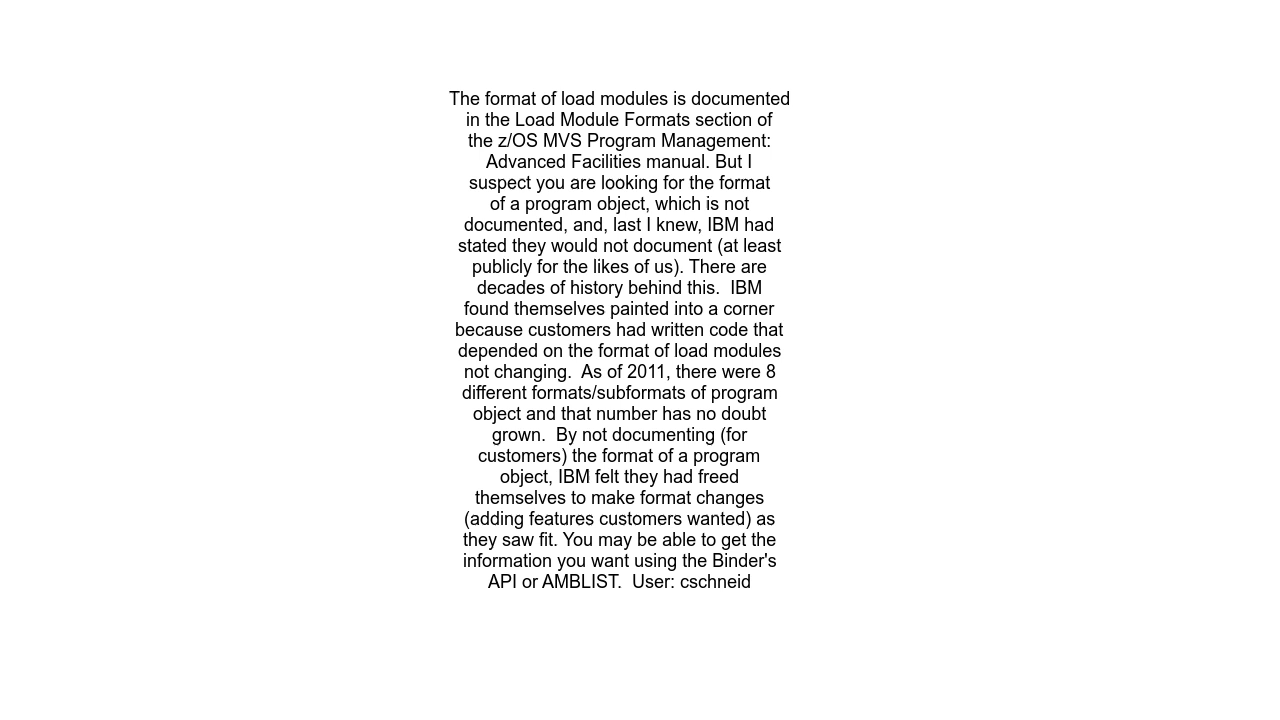 The format of load modules is documented
in the Load Module Formats section of
the z/OS MVS Program Management:
Advanced Facilities manual. But I
suspect you are looking for the format
of a program object, which is not
documented, and, last I knew, IBM had
stated they would not document (at least
publicly for the likes of us). There are
decades of history behind this.  IBM
found themselves painted into a corner
because customers had written code that
depended on the format of load modules
not changing.  As of 2011, there were 8
different formats/subformats of program
object and that number has no doubt
grown.  By not documenting (for
customers) the format of a program
object, IBM felt they had freed
themselves to make format changes
(adding features customers wanted) as
they saw fit. You may be able to get the
information you want using the Binder's
API or AMBLIST.  User: cschneid